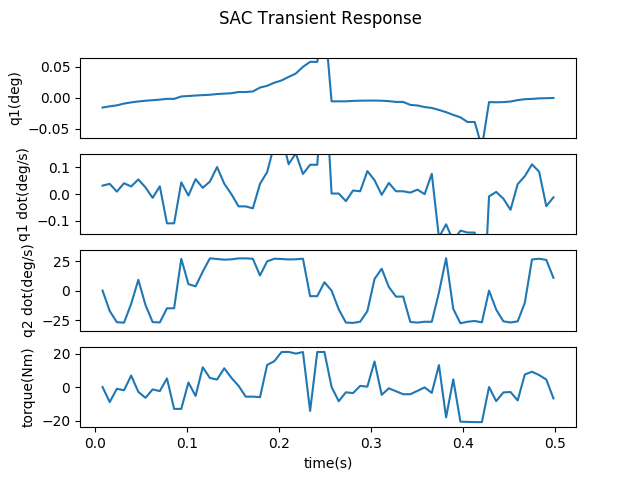 SAC Transient Response
q1(deg)
0.05
0.00
−0.05
q1 dot(deg/s)
0.1
0.0
−0.1
q2 dot(deg/s)
25
0
−25
torque(Nm)
20
0
−20
0.0 0.1 0.2 0.3 0.4 0.5
time(s)